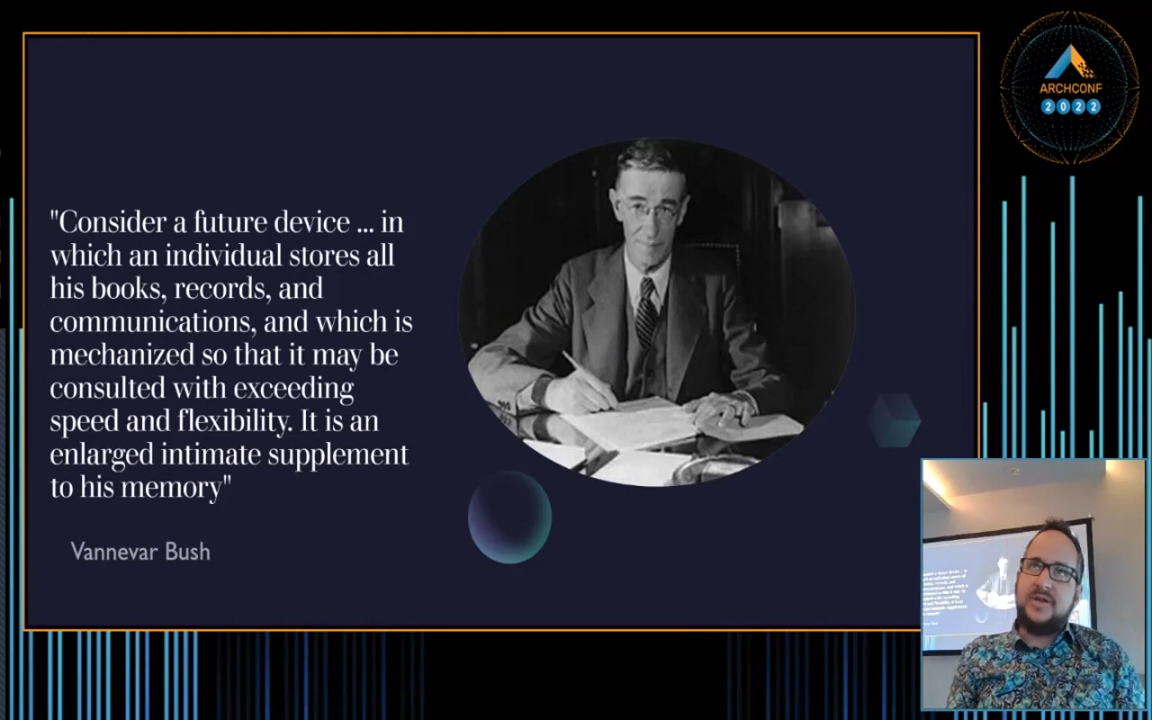 "Consider a future device ... in
which an individual stores all
his books, records, and
communications, and which is
mechanized so that it may be
consulted with exceeding
speed and flexibility. It is an
enlarged intimate supplement
to his memory"
Vannevar Bush
ARCHCONF
2022